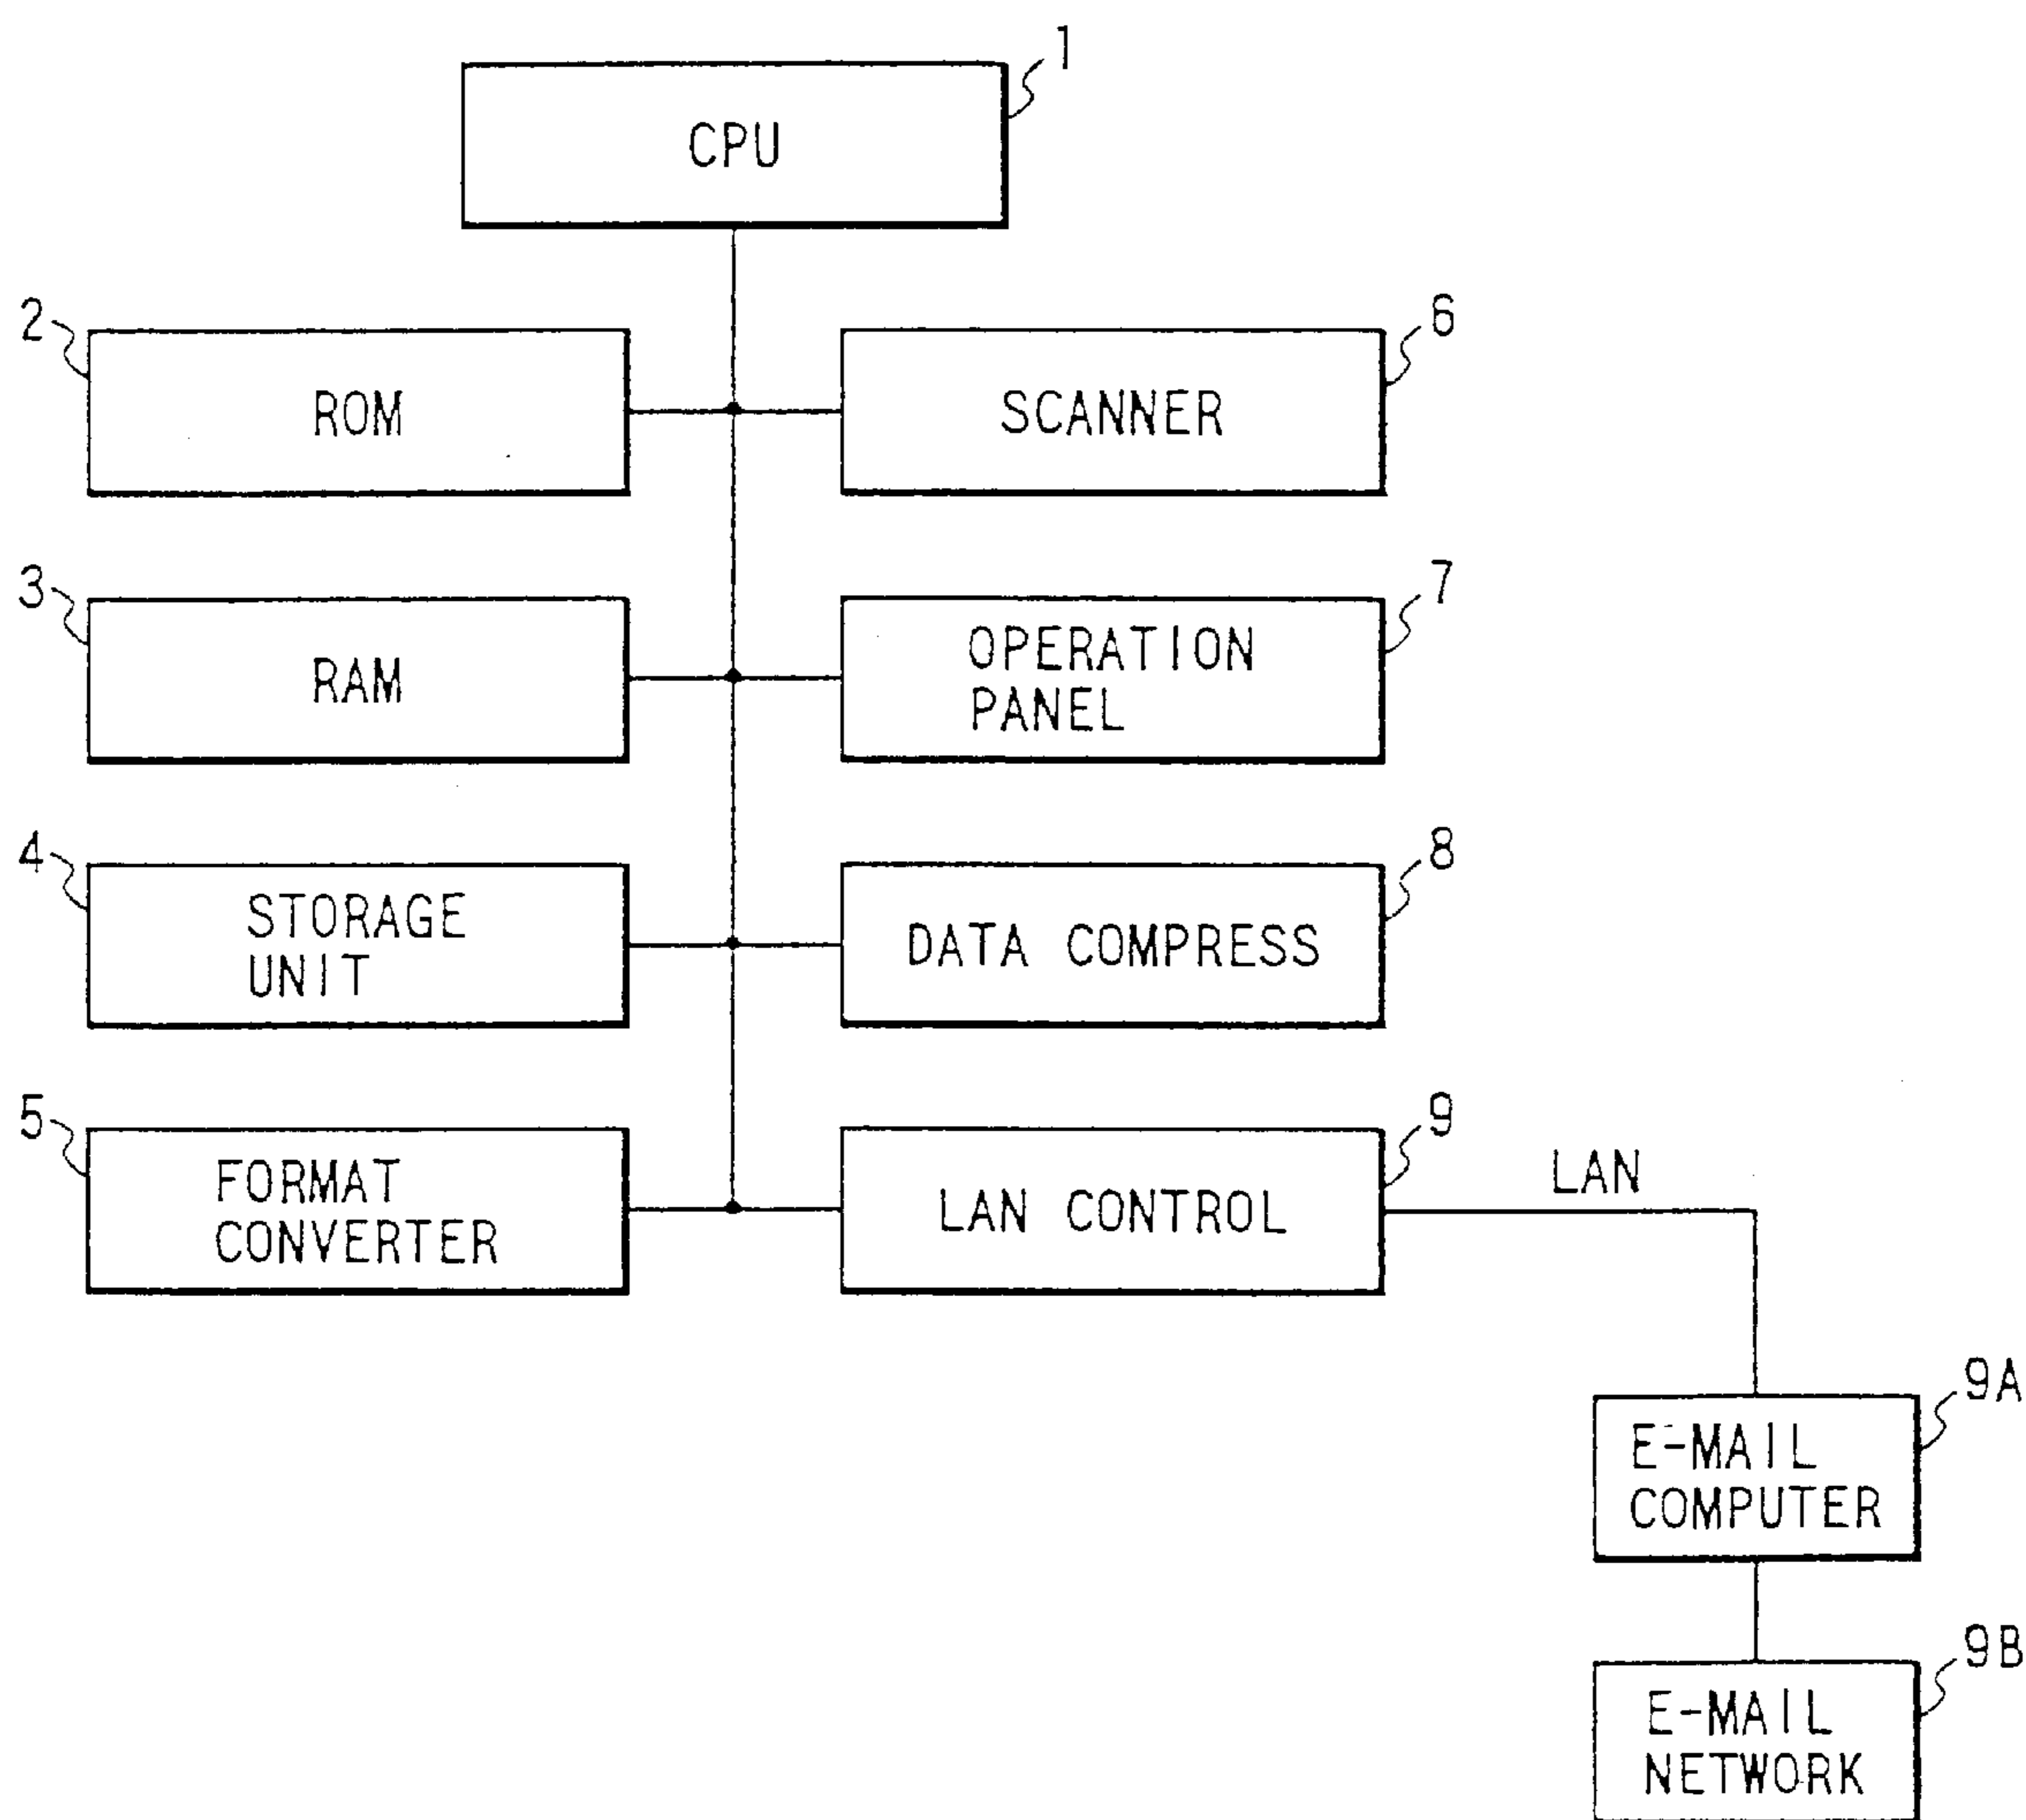 1
CPU
2
ROM
6
SCANNER
3
RAM
7
OPERATION
PANEL
4
STORAGE
UNIT
8
DATA COMPRESS
5
FORMAT
CONVERTER
9
LAN CONTROL
LAN
9A
E-MAIL
COMPUTER
9B
E-MAIL
NETWORK